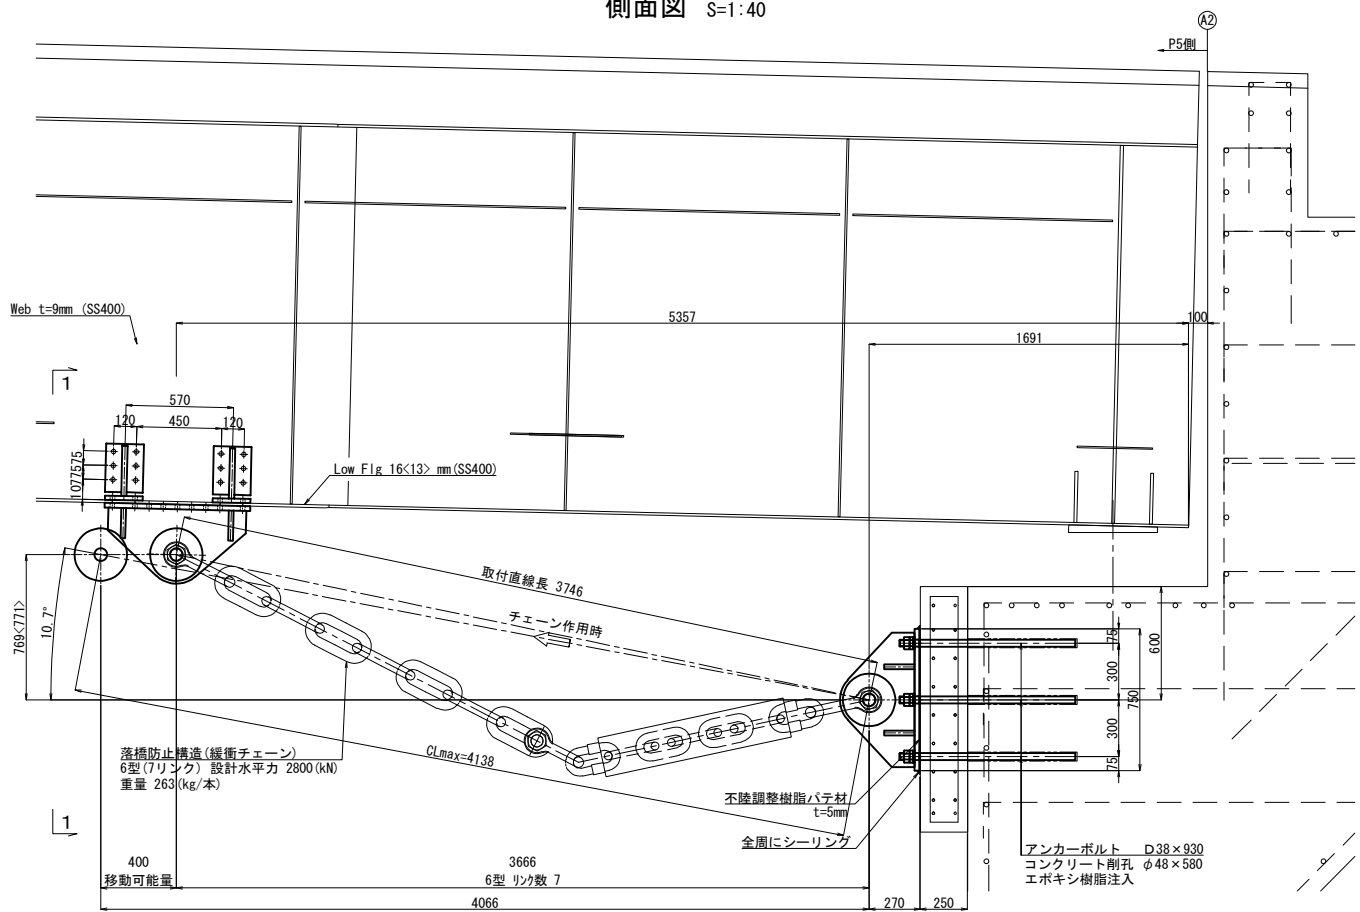 側面図 S=1:40
A2
P5側
Web t=9mm (SS400)
5357
100
1691
1
570
120
450
120
75
75
107
Low Flg 16<13> mm(SS400)
取付直線長 3746
チェーン作用時
769<771>
10.7°
CLmax=4138
落橋防止構造(緩衝チェーン)
6型(7リンク) 設計水平力 2800(kN)
重量 263(kg/本)
75
300
300
75
750
600
不陸調整樹脂パテ材
t=5mm
全周にシーリング
1
アンカーボルト D38×930
コンクリート削孔 φ48×580
エポキシ樹脂注入
400
移動可能量
3666
6型 リンク数 7
4066
270
250